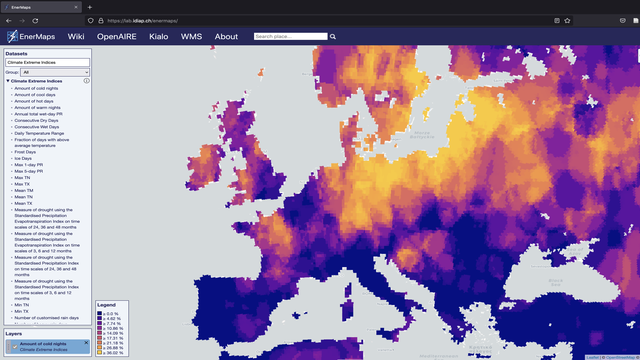 EnerMaps
https://lab.idiap.ch/enermaps/
EnerMaps Wiki OpenAIRE Kialo WMS About Search place...
Datasets
Climate Extreme Indices
Group: All
Climate Extreme Indices
Amount of cold nights
Amount of cool days
Amount of hot days
Amount of warm nights
Annual total wet-day PR
Consecutive Dry Days
Consecutive Wet Days
Daily Temperature Range
Fraction of days with above
average temperature
Frost Days
Ice Days
Max 1-day PR
Max 5-day PR
Max TN
Max TX
Mean TM
Mean TN
Mean TX
Measure of drought using the
Standardised Precipitation
Evapotranspiration Index on time
scales of 24, 36 and 48 months
Measure of drought using the
Standardised Precipitation
Evapotranspiration Index on time
scales of 3, 6 and 12 months
Measure of drought using the
Standardised Precipitation Index
on time scales of 24, 36 and 48
months
Measure of drought using the
Standardised Precipitation Index
on time scales of 3, 6 and 12
months
Min TN
Min TX
Number of customised rain days
Legend
≥ 0.0 %
≥ 4.62 %
≥ 7.74 %
≥ 10.86 %
≥ 14.09 %
≥ 17.31 %
≥ 21.18 %
≥ 26.88 %
≥ 36.02 %
Layers
Amount of cold nights
Climate Extreme Indices